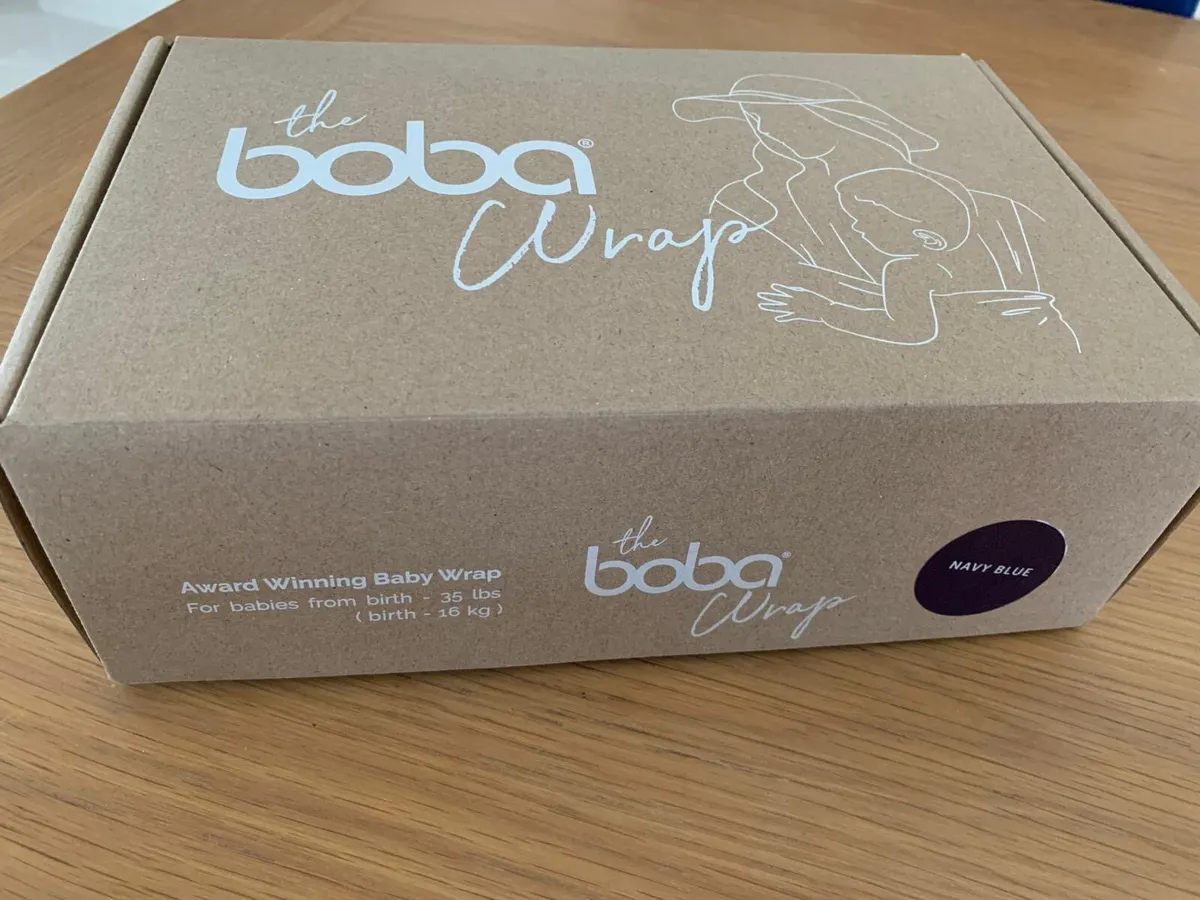 the
boba®
Wrap
Award Winning Baby Wrap
For babies from birth - 35 lbs
( birth - 16 kg )
the
boba®
Wrap
NAVY BLUE